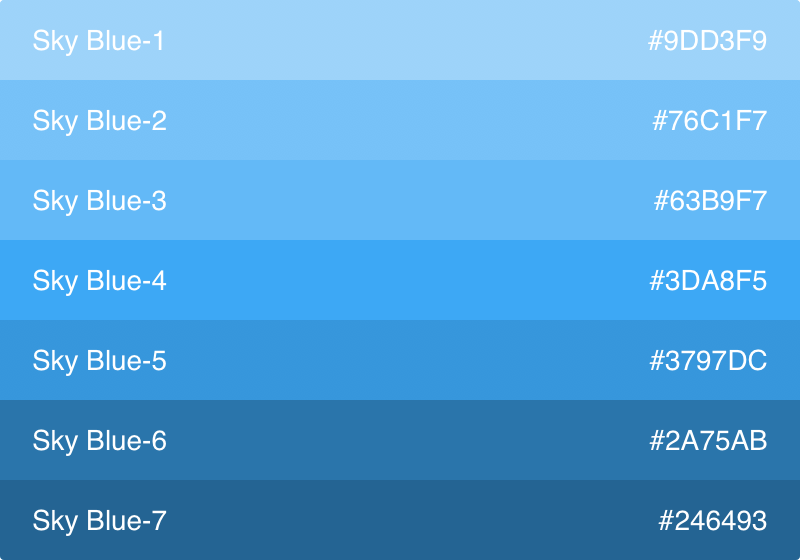 Sky Blue-1 #9DD3F9
Sky Blue-2 #76C1F7
Sky Blue-3 #63B9F7
Sky Blue-4 #3DA8F5
Sky Blue-5 #3797DC
Sky Blue-6 #2A75AB
Sky Blue-7 #246493